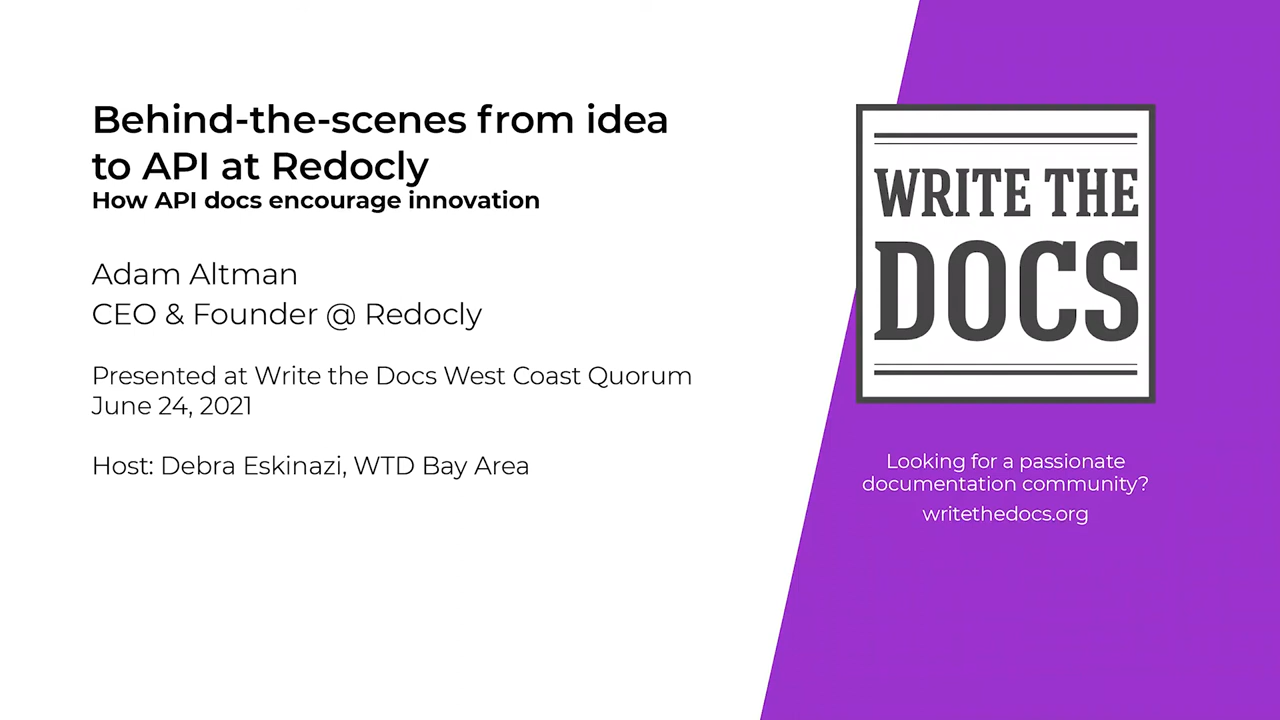 Behind-the-scenes from idea
to API at Redocly
How API docs encourage innovation
Adam Altman
CEO & Founder @ Redocly
Presented at Write the Docs West Coast Quorum
June 24, 2021
Host: Debra Eskinazi, WTD Bay Area
WRITE THE
DOCS
Looking for a passionate
documentation community?
writethedocs.org